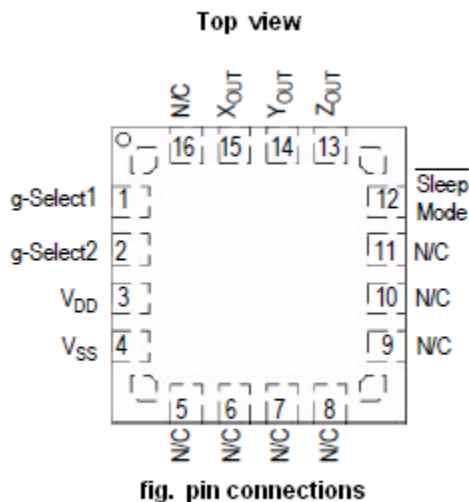 Top view
N/C
XOUT
YOUT
ZOUT
16
15
14
13
g-Select1
1
12
Sleep
Mode
g-Select2
2
11
N/C
VDD
3
10
N/C
VSS
4
9
N/C
5
6
7
8
N/C
N/C
N/C
N/C
fig. pin connections